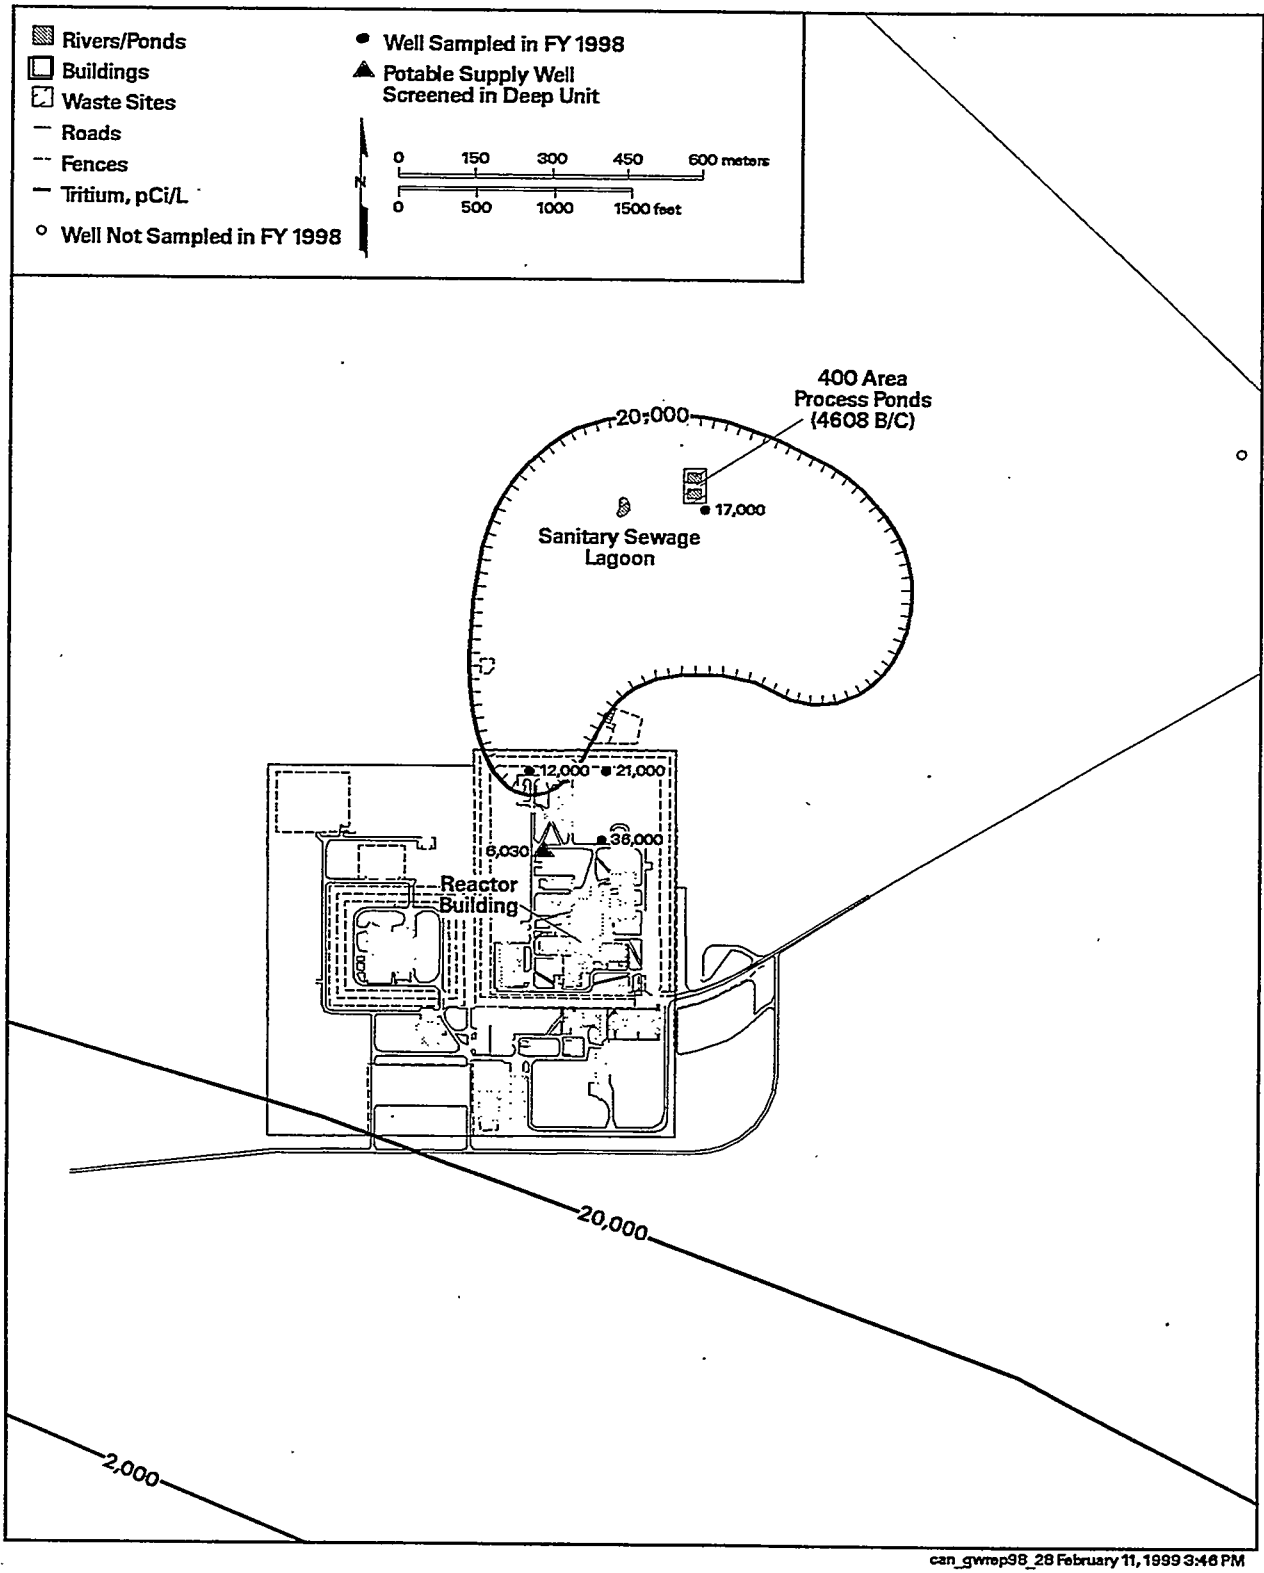 Rivers/Ponds
Buildings
Waste Sites
Roads
Fences
Tritium, pCi/L
Well Not Sampled in FY 1998
Well Sampled in FY 1998
Potable Supply Well
Screened in Deep Unit
N
0 150 300 450 600 meters
0 500 1000 1500 feet
400 Area
Process Ponds
(4608 B/C)
20,000
17,000
Sanitary Sewage
Lagoon
12,000
21,000
36,000
6,030
Reactor
Building
20,000
2,000
can_gwrep98_28 February 11, 1999 3:46 PM